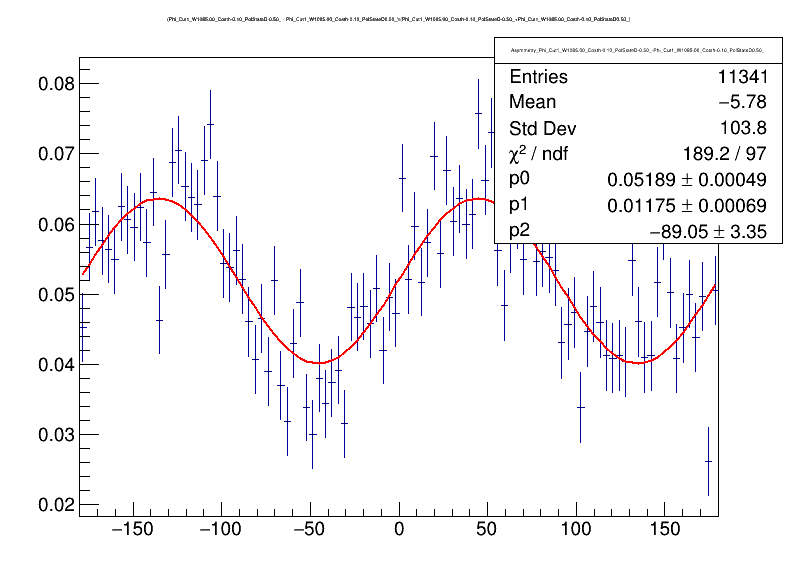 Entries 11341
Mean −5.78
Std Dev 103.8
χ² / ndf 189.2 / 97
p0 0.05189 ± 0.00049
p1 0.01175 ± 0.00069
p2 −89.05 ± 3.35
0.08
0.07
0.06
0.05
0.04
0.03
0.02
−150 −100 −50 0 50 100 150